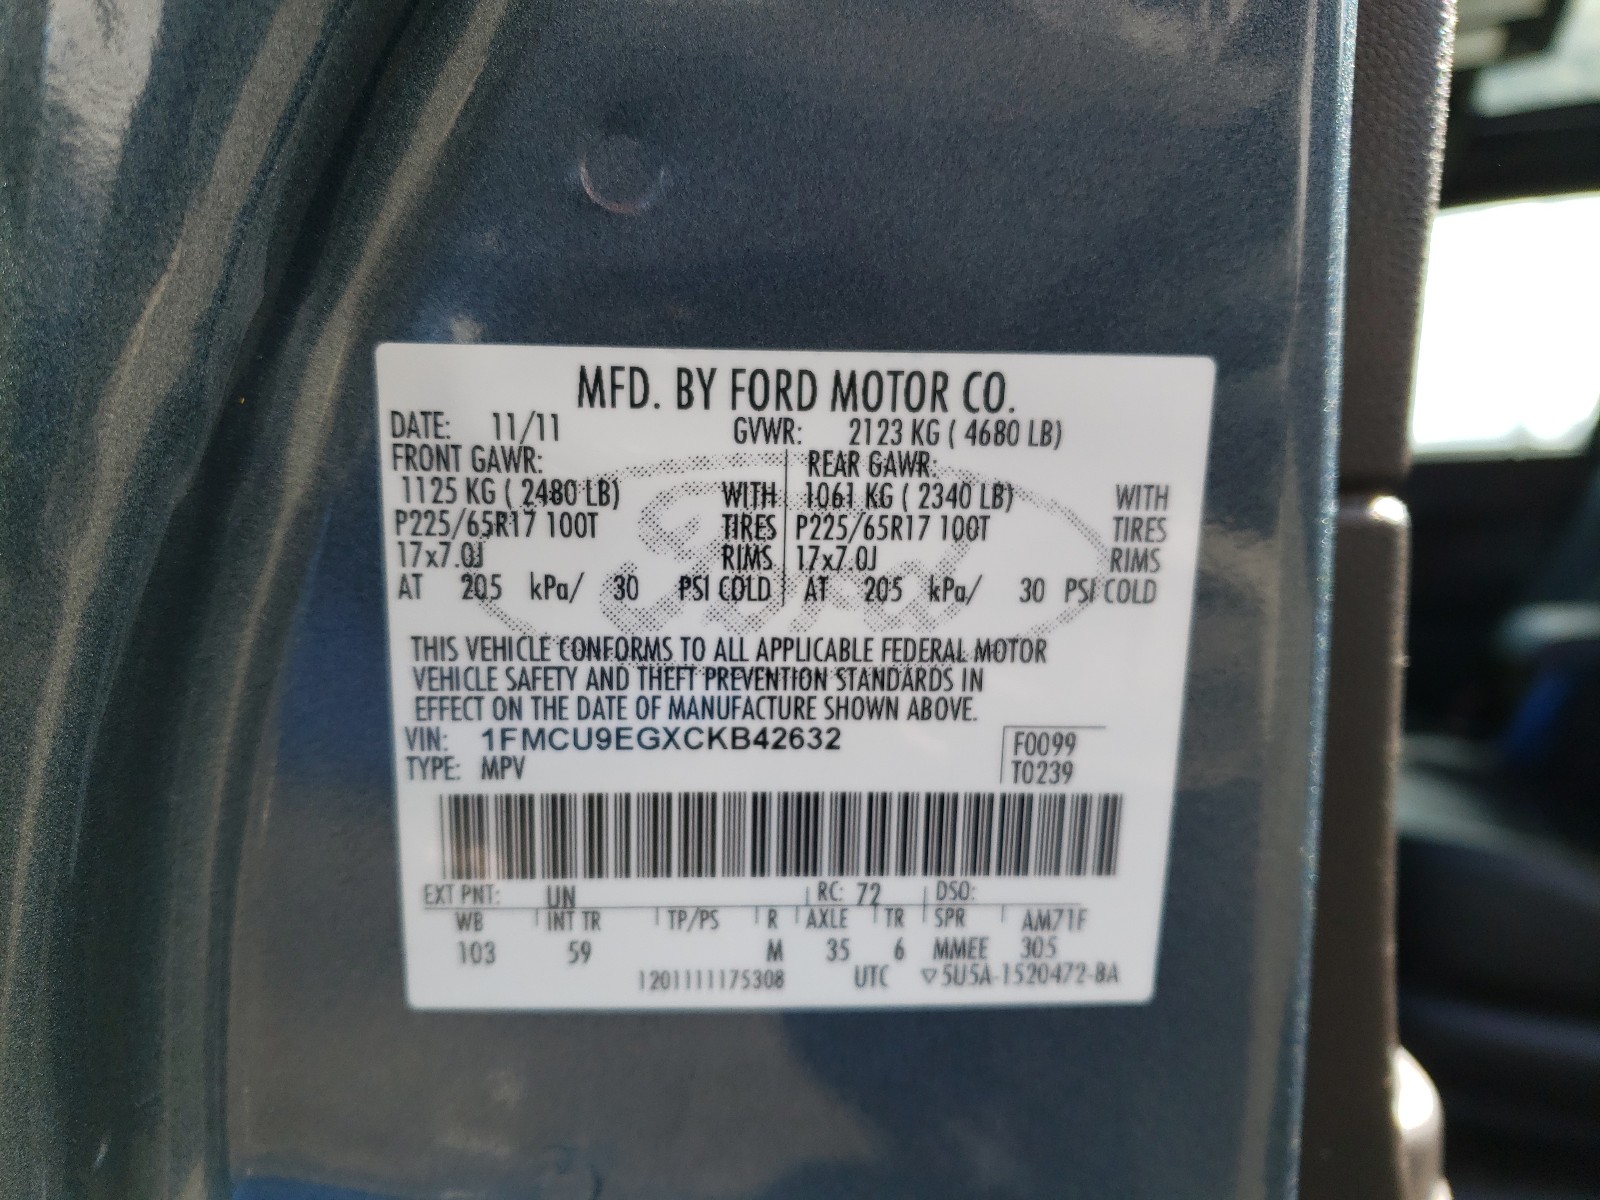 MFD. BY FORD MOTOR CO.
DATE: 11/11 GVWR: 2123 KG ( 4680 LB)
FRONT GAWR: REAR GAWR:
1125 KG ( 2480 LB) WITH 1061 KG ( 2340 LB) WITH
P225/65R17 100T TIRES P225/65R17 100T TIRES
17x7.0J RIMS 17x7.0J RIMS
AT 205 kPa/ 30 PSI COLD AT 205 kPa/ 30 PSI COLD
Ford
THIS VEHICLE CONFORMS TO ALL APPLICABLE FEDERAL MOTOR
VEHICLE SAFETY AND THEFT PREVENTION STANDARDS IN
EFFECT ON THE DATE OF MANUFACTURE SHOWN ABOVE.
VIN: 1FMCU9EGXCKB42632 F0099
TYPE: MPV T0239
EXT PNT: UN RC: 72 DSO:
WB INT TR TP/PS R AXLE TR SPR AM71F
103 59 M 35 6 MMEE 305
1201111175308 UTC ▽5U5A-1520472-BA